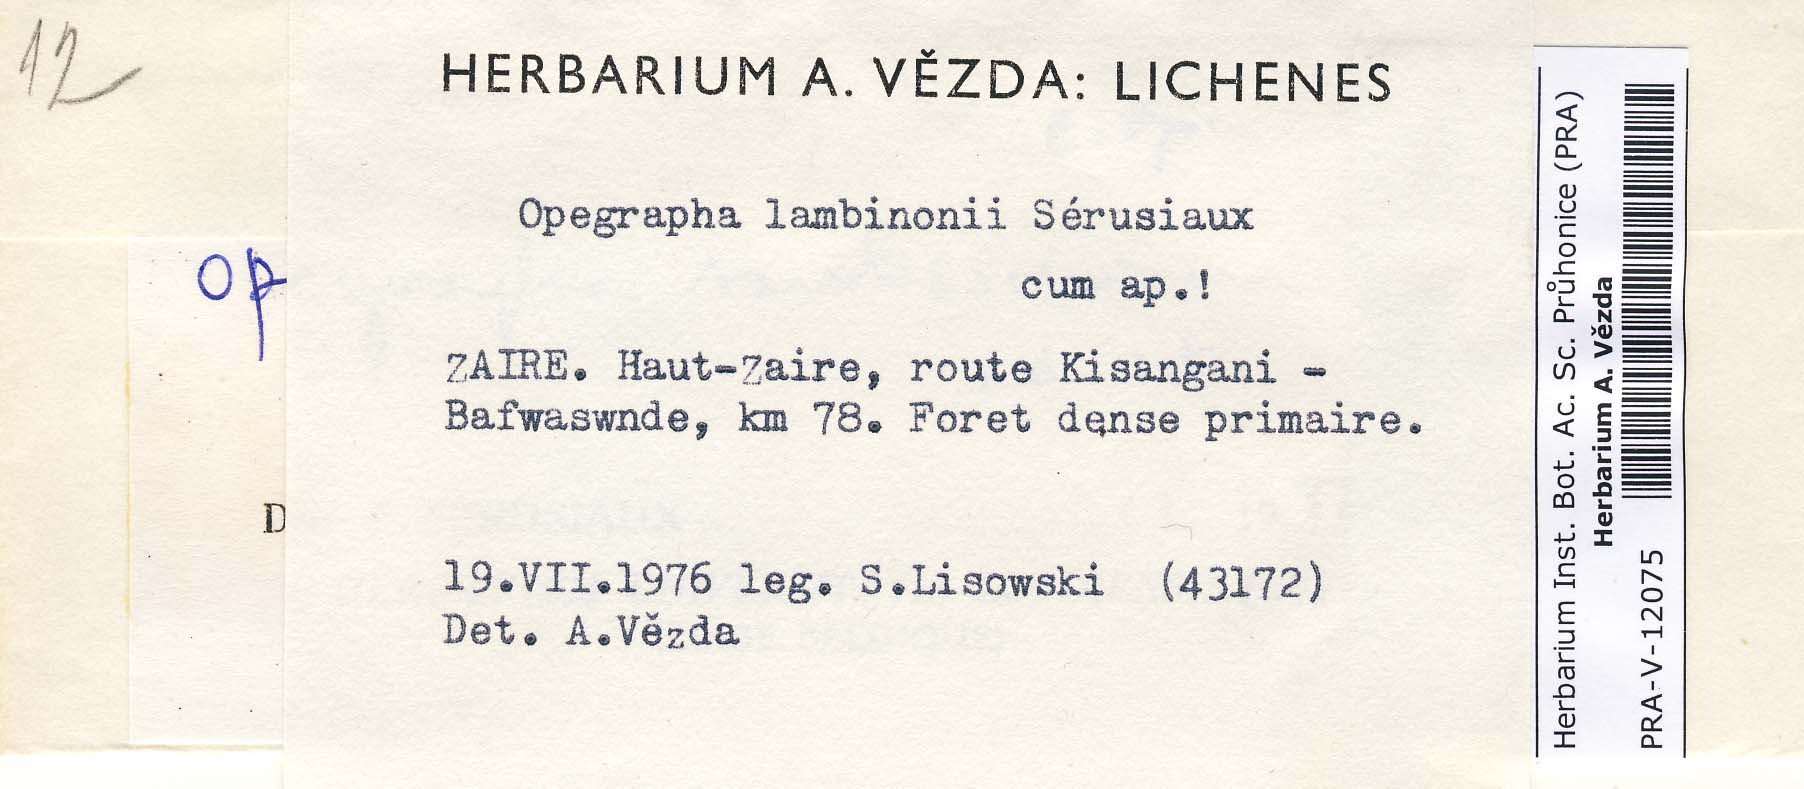 12
HERBARIUM A. VĚZDA: LICHENES
Opegrapha lambinonii Sérusiaux
cum ap.!
ZAIRE. Haut-Zaire, route Kisangani -
Bafwaswnde, km 78. Foret dense primaire.
19.VII.1976 leg. S.Lisowski (43172)
Det. A.Vězda
op
D
Herbarium Inst. Bot. Ac. Sc. Průhonice (PRA)
Herbarium A. Vězda
PRA-V-12075